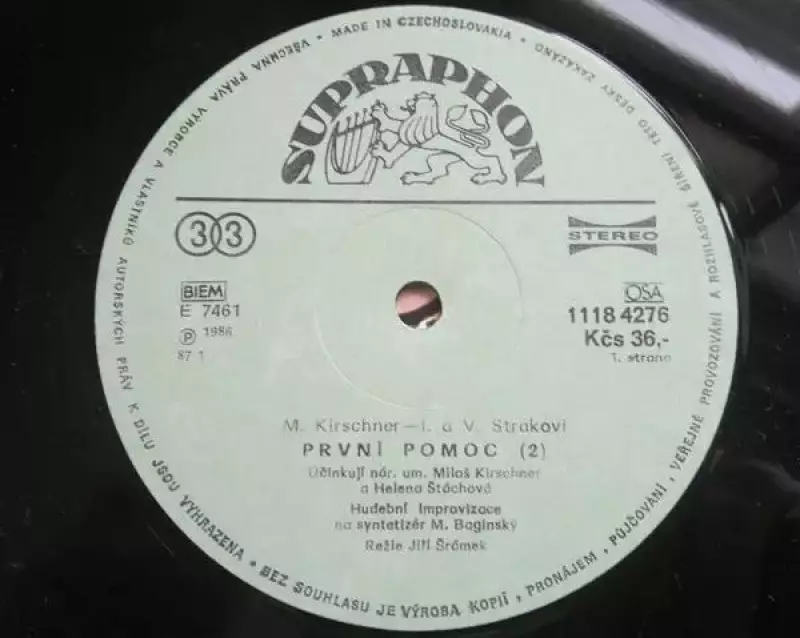 MADE IN CZECHOSLOVAKIA • VŠECHNA PRÁVA VÝROBCE A VLASTNÍKŮ AUTORSKÝCH PRÁV K DÍLU JSOU VYHRAZENA • BEZ SOUHLASU JE VÝROBA KOPIÍ, PRONÁJEM, PŮJČOVÁNÍ, VEŘEJNÉ PROVOZOVÁNÍ A ROZHLASOVÉ ŠÍŘENÍ TÉTO DESKY ZAKÁZÁNO •
SUPRAPHON
33
STEREO
BIEM
OSA
E 7461
1118 4276
Ⓟ 1986
Kčs 36,-
87 1
1. strana
M. Kirschner – I. a V. Strakovi
PRVNÍ POMOC (2)
Účinkují nár. um. Miloš Kirschner
a Helena Štáchová
Hudební improvizace
na syntetizér M. Baginský
Režie Jiří Šrámek